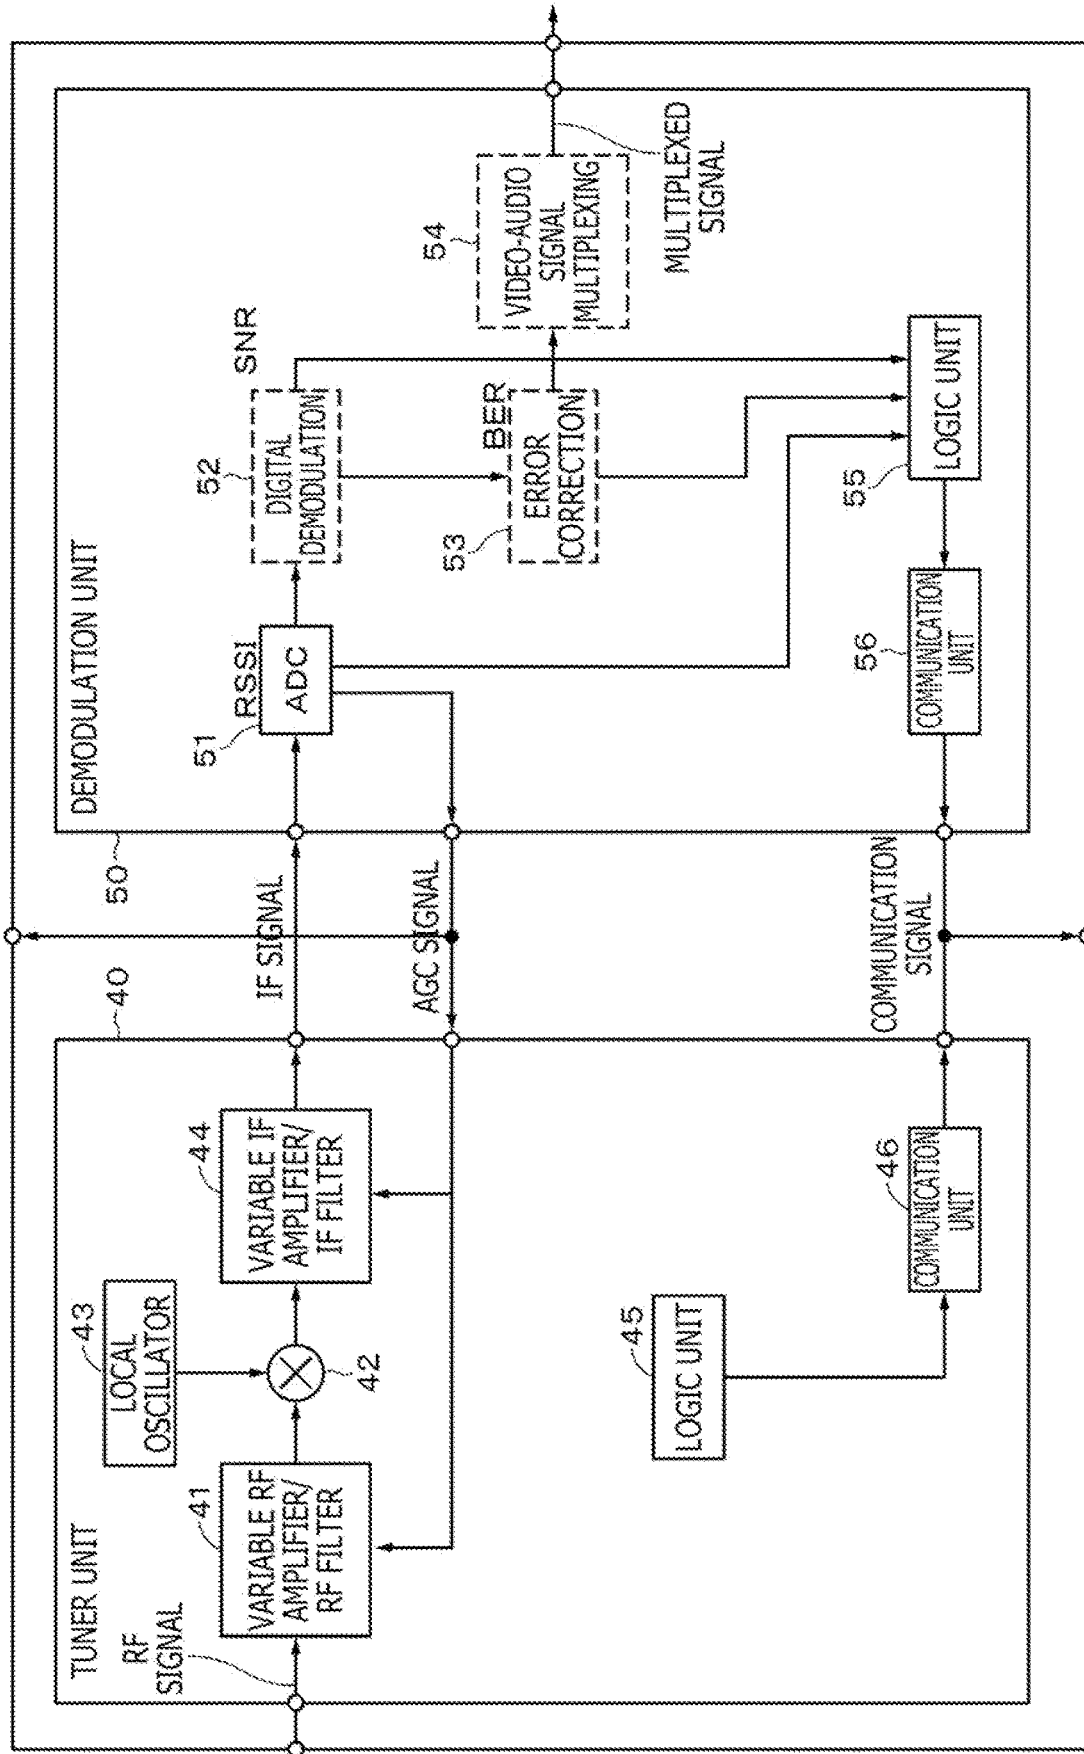 TUNER UNIT
RF
SIGNAL
41
VARIABLE RF
AMPLIFIER/
RF FILTER
43
LOCAL
OSCILLATOR
42
44
VARIABLE IF
AMPLIFIER/
IF FILTER
45
LOGIC UNIT
46
COMMUNICATION
UNIT
40
IF SIGNAL
AGC SIGNAL
COMMUNICATION
SIGNAL
50
DEMODULATION UNIT
51
RSSI
ADC
52
DIGITAL
DEMODULATION
SNR
53
BER
ERROR
CORRECTION
54
VIDEO-AUDIO
SIGNAL
MULTIPLEXING
MULTIPLEXED
SIGNAL
55
LOGIC UNIT
56
COMMUNICATION
UNIT